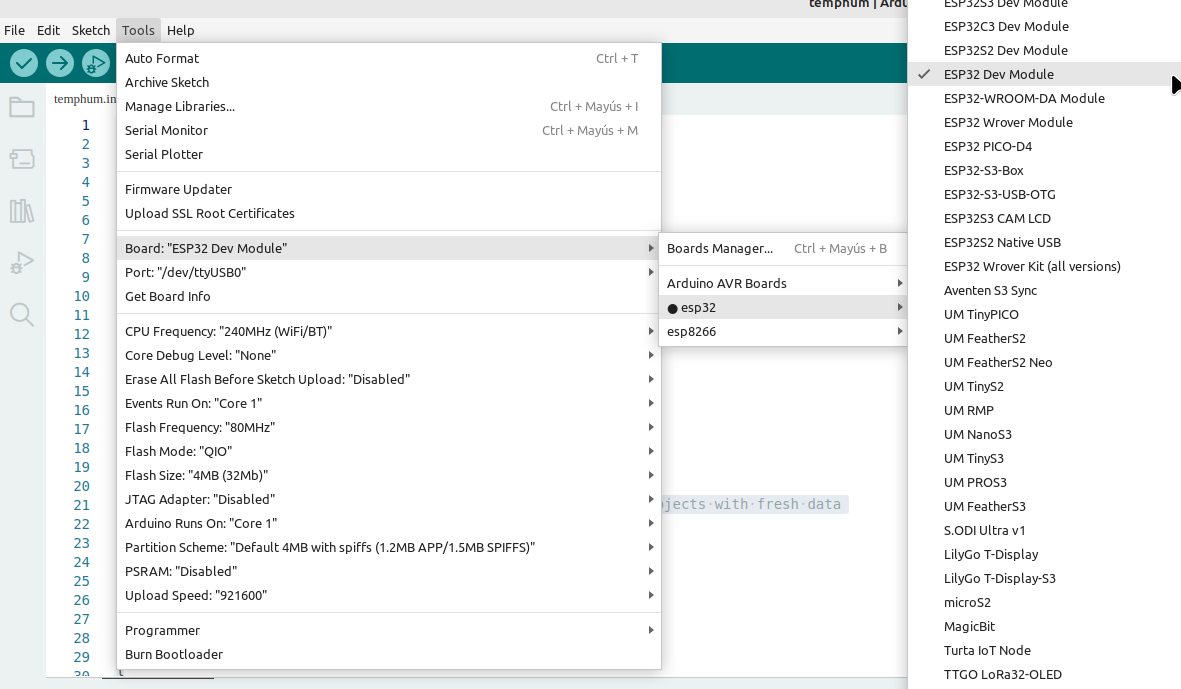 temphum | Ardu
File Edit Sketch Tools Help
temphum.in
1
2
3
4
5
6
7
8
9
10
11
12
13
14
15
16
17
18
19
20
21
22
23
24
25
26
27
28
29
30
Auto Format Ctrl + T
Archive Sketch
Manage Libraries... Ctrl + Mayús + I
Serial Monitor Ctrl + Mayús + M
Serial Plotter
Firmware Updater
Upload SSL Root Certificates
Board: "ESP32 Dev Module"
Port: "/dev/ttyUSB0"
Get Board Info
CPU Frequency: "240MHz (WiFi/BT)"
Core Debug Level: "None"
Erase All Flash Before Sketch Upload: "Disabled"
Events Run On: "Core 1"
Flash Frequency: "80MHz"
Flash Mode: "QIO"
Flash Size: "4MB (32Mb)"
JTAG Adapter: "Disabled"
Arduino Runs On: "Core 1"
Partition Scheme: "Default 4MB with spiffs (1.2MB APP/1.5MB SPIFFS)"
PSRAM: "Disabled"
Upload Speed: "921600"
Programmer
Burn Bootloader
Boards Manager... Ctrl + Mayús + B
Arduino AVR Boards
esp32
esp8266
jects with fresh data
ESP32S3 Dev Module
ESP32C3 Dev Module
ESP32S2 Dev Module
ESP32 Dev Module
ESP32-WROOM-DA Module
ESP32 Wrover Module
ESP32 PICO-D4
ESP32-S3-Box
ESP32-S3-USB-OTG
ESP32S3 CAM LCD
ESP32S2 Native USB
ESP32 Wrover Kit (all versions)
Aventen S3 Sync
UM TinyPICO
UM FeatherS2
UM FeatherS2 Neo
UM TinyS2
UM RMP
UM NanoS3
UM TinyS3
UM PROS3
UM FeatherS3
S.ODI Ultra v1
LilyGo T-Display
LilyGo T-Display-S3
microS2
MagicBit
Turta IoT Node
TTGO LoRa32-OLED